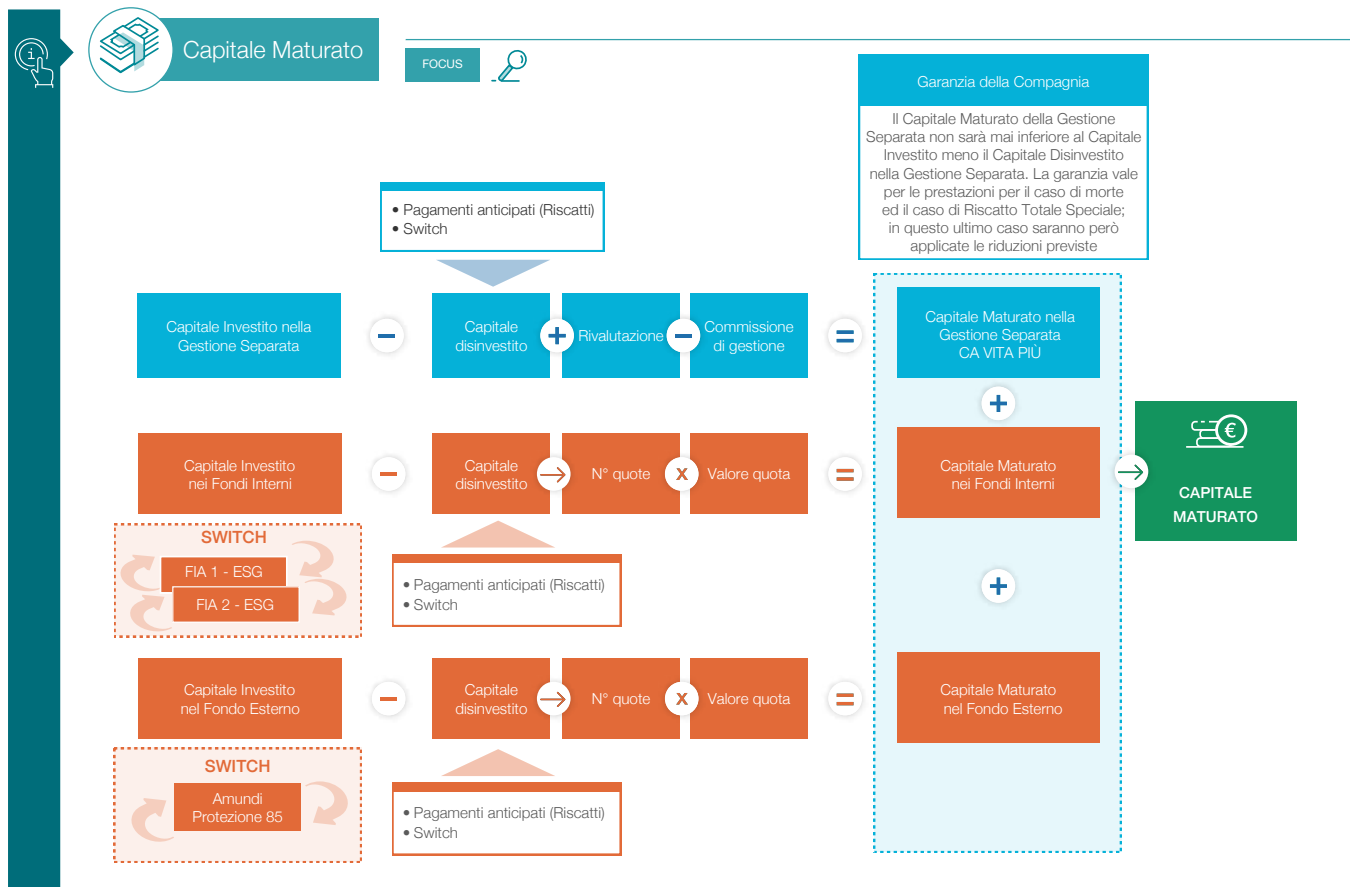 Capitale Maturato
FOCUS
Garanzia della Compagnia
Il Capitale Maturato della Gestione
Separata non sarà mai inferiore al Capitale
Investito meno il Capitale Disinvestito
nella Gestione Separata. La garanzia vale
per le prestazioni per il caso di morte
ed il caso di Riscatto Totale Speciale;
in questo ultimo caso saranno però
applicate le riduzioni previste
• Pagamenti anticipati (Riscatti)
• Switch
Capitale Investito nella
Gestione Separata
−
Capitale
disinvestito
+
Rivalutazione
−
Commissione
di gestione
=
Capitale Maturato nella
Gestione Separata
CA VITA PIÙ
+
Capitale Investito
nei Fondi Interni
−
Capitale
disinvestito
→
N° quote
x
Valore quota
=
Capitale Maturato
nei Fondi Interni
→
€
CAPITALE
MATURATO
SWITCH
FIA 1 - ESG
FIA 2 - ESG
• Pagamenti anticipati (Riscatti)
• Switch
+
Capitale Investito
nel Fondo Esterno
−
Capitale
disinvestito
→
N° quote
x
Valore quota
=
Capitale Maturato
nel Fondo Esterno
SWITCH
Amundi
Protezione 85
• Pagamenti anticipati (Riscatti)
• Switch